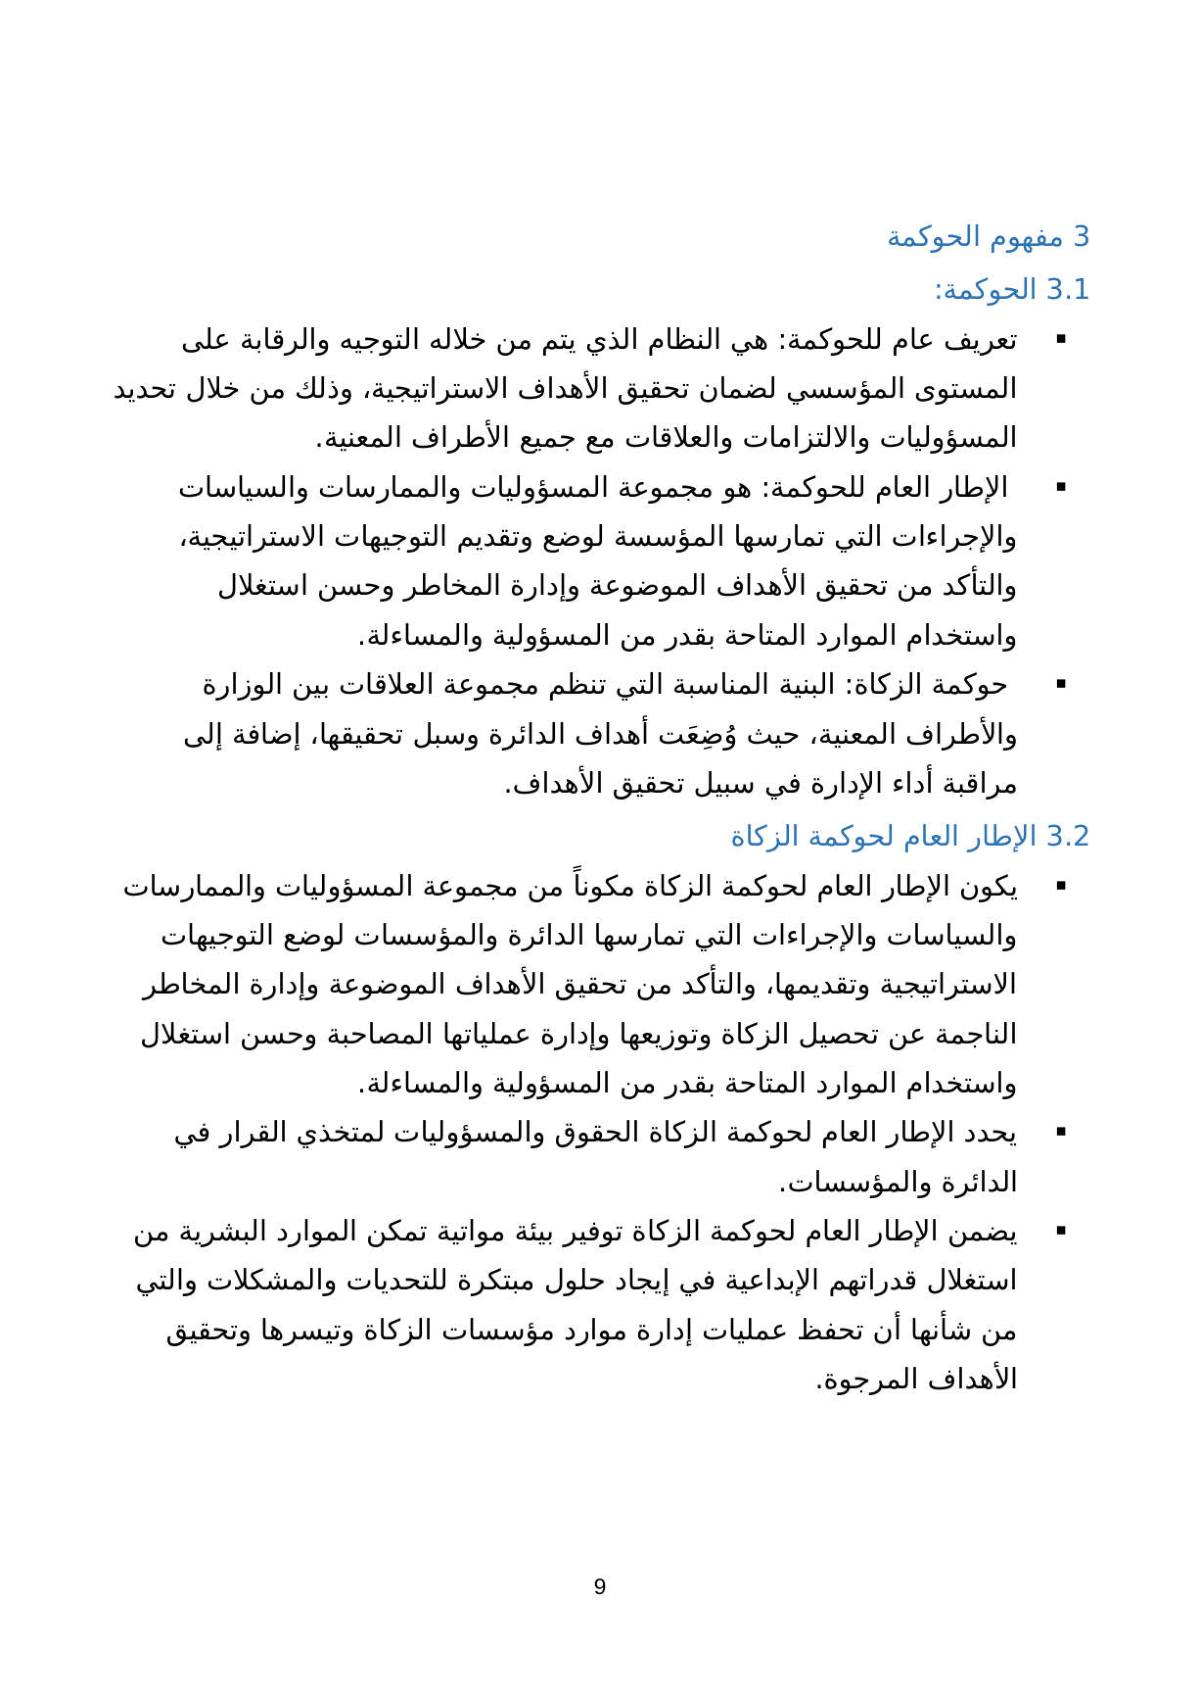 3 مفهوم الحوكمة
3.1 الحوكمة:
▪ تعريف عام للحوكمة: هي النظام الذي يتم من خلاله التوجيه والرقابة على
المستوى المؤسسي لضمان تحقيق الأهداف الاستراتيجية، وذلك من خلال تحديد
المسؤوليات والالتزامات والعلاقات مع جميع الأطراف المعنية.
▪ الإطار العام للحوكمة: هو مجموعة المسؤوليات والممارسات والسياسات
والإجراءات التي تمارسها المؤسسة لوضع وتقديم التوجيهات الاستراتيجية،
والتأكد من تحقيق الأهداف الموضوعة وإدارة المخاطر وحسن استغلال
واستخدام الموارد المتاحة بقدر من المسؤولية والمساءلة.
▪ حوكمة الزكاة: البنية المناسبة التي تنظم مجموعة العلاقات بين الوزارة
والأطراف المعنية، حيث وُضِعَت أهداف الدائرة وسبل تحقيقها، إضافة إلى
مراقبة أداء الإدارة في سبيل تحقيق الأهداف.
3.2 الإطار العام لحوكمة الزكاة
▪ يكون الإطار العام لحوكمة الزكاة مكوناً من مجموعة المسؤوليات والممارسات
والسياسات والإجراءات التي تمارسها الدائرة والمؤسسات لوضع التوجيهات
الاستراتيجية وتقديمها، والتأكد من تحقيق الأهداف الموضوعة وإدارة المخاطر
الناجمة عن تحصيل الزكاة وتوزيعها وإدارة عملياتها المصاحبة وحسن استغلال
واستخدام الموارد المتاحة بقدر من المسؤولية والمساءلة.
▪ يحدد الإطار العام لحوكمة الزكاة الحقوق والمسؤوليات لمتخذي القرار في
الدائرة والمؤسسات.
▪ يضمن الإطار العام لحوكمة الزكاة توفير بيئة مواتية تمكن الموارد البشرية من
استغلال قدراتهم الإبداعية في إيجاد حلول مبتكرة للتحديات والمشكلات والتي
من شأنها أن تحفظ عمليات إدارة موارد مؤسسات الزكاة وتيسرها وتحقيق
الأهداف المرجوة.
9